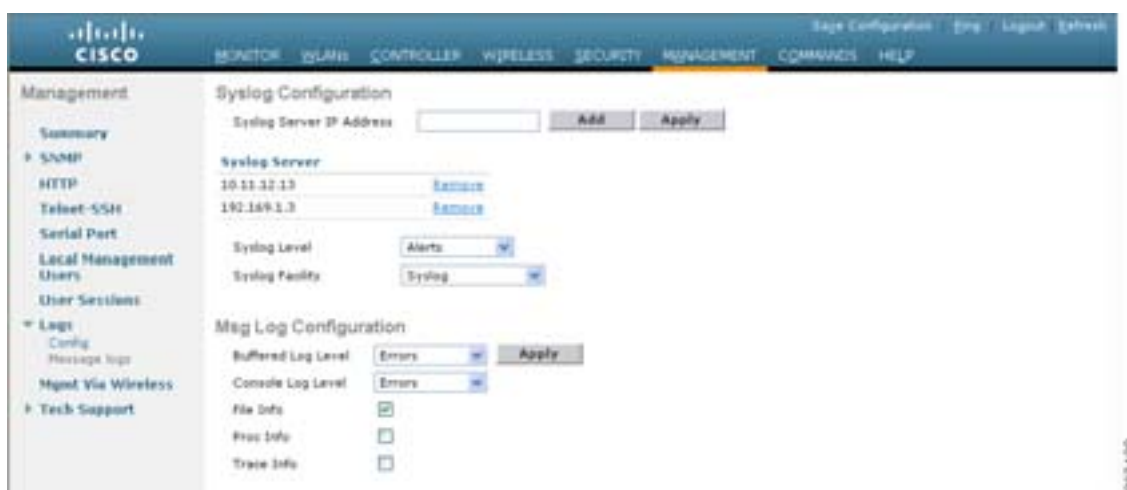 Save Configuration Ping Logout Refresh
CISCO
MONITOR WLANs CONTROLLER WIRELESS SECURITY MANAGEMENT COMMANDS HELP
Management
Summary
SNMP
HTTP
Telnet-SSH
Serial Port
Local Management
Users
User Sessions
Logs
Config
Message logs
Mgmt Via Wireless
Tech Support
Syslog Configuration
Syslog Server IP Address Add Apply
Syslog Server
10.11.12.13 Remove
192.169.1.3 Remove
Syslog Level Alerts
Syslog Facility Syslog
Msg Log Configuration
Buffered Log Level Errors Apply
Console Log Level Errors
File Info
Proc Info
Trace Info